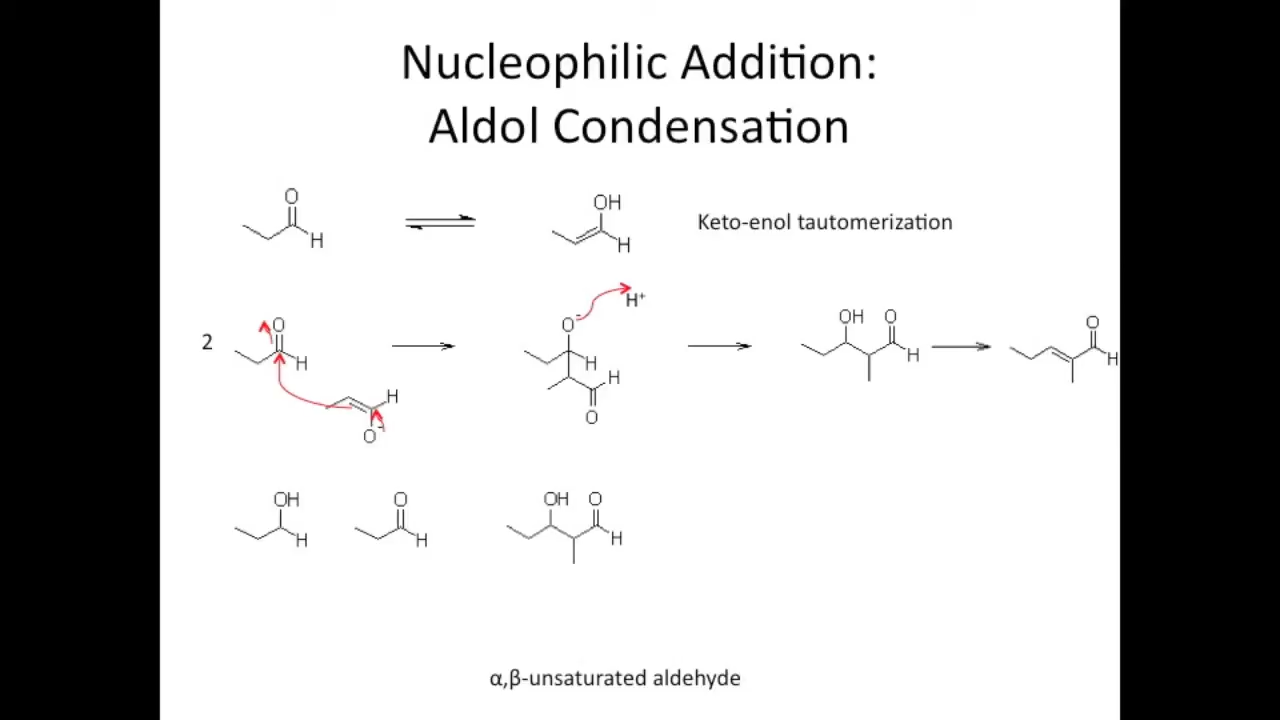 Nucleophilic Addition:
Aldol Condensation
O
H
OH
H
Keto-enol tautomerization
2
O
H
H
O-
O-
H+
H
H
O
OH O
H
O
H
OH
H
O
H
OH O
H
α,β-unsaturated aldehyde